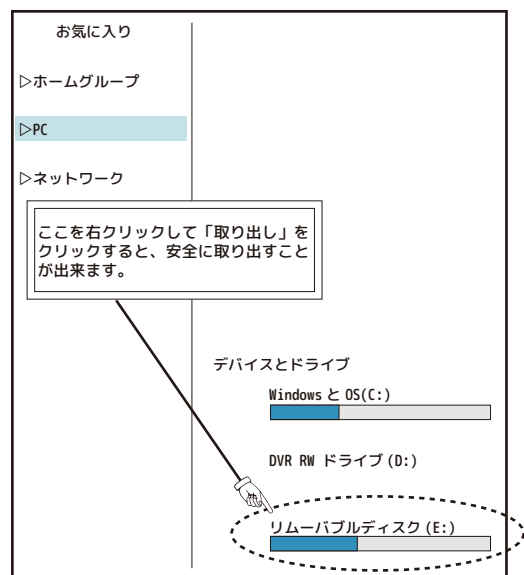 お気に入り
▷ホームグループ
▷PC
▷ネットワーク
ここを右クリックして「取り出し」を
クリックすると、安全に取り出すこと
が出来ます。
デバイスとドライブ
Windows と OS(C:)
DVR RW ドライブ(D:)
リムーバブルディスク(E:)